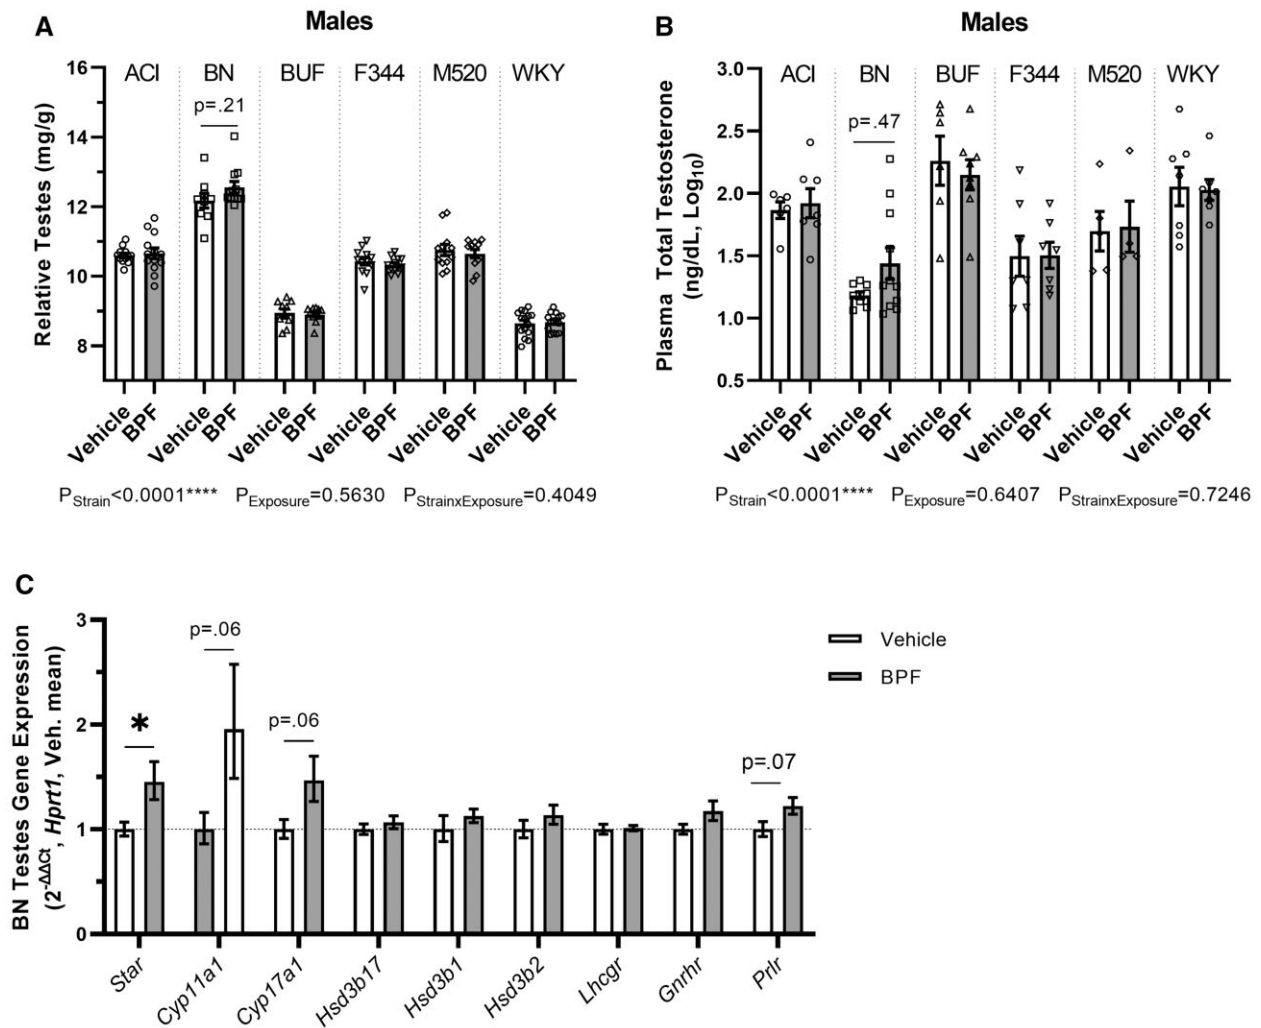 A
Males
ACI BN BUF F344 M520 WKY
p=.21
Relative Testes (mg/g)
16
14
12
10
8
Vehicle BPF Vehicle BPF Vehicle BPF Vehicle BPF Vehicle BPF Vehicle BPF
PStrain<0.0001**** PExposure=0.5630 PStrainxExposure=0.4049
B
Males
ACI BN BUF F344 M520 WKY
p=.47
Plasma Total Testosterone
(ng/dL, Log10)
3.0
2.5
2.0
1.5
1.0
0.5
Vehicle BPF Vehicle BPF Vehicle BPF Vehicle BPF Vehicle BPF Vehicle BPF
PStrain<0.0001**** PExposure=0.6407 PStrainxExposure=0.7246
C
BN Testes Gene Expression
(2-ΔΔCt, Hprt1, Veh. mean)
3
2
1
0
*
p=.06
p=.06
p=.07
Star Cyp11a1 Cyp17a1 Hsd3b17 Hsd3b1 Hsd3b2 Lhcgr Gnrhr Prlr
Vehicle
BPF